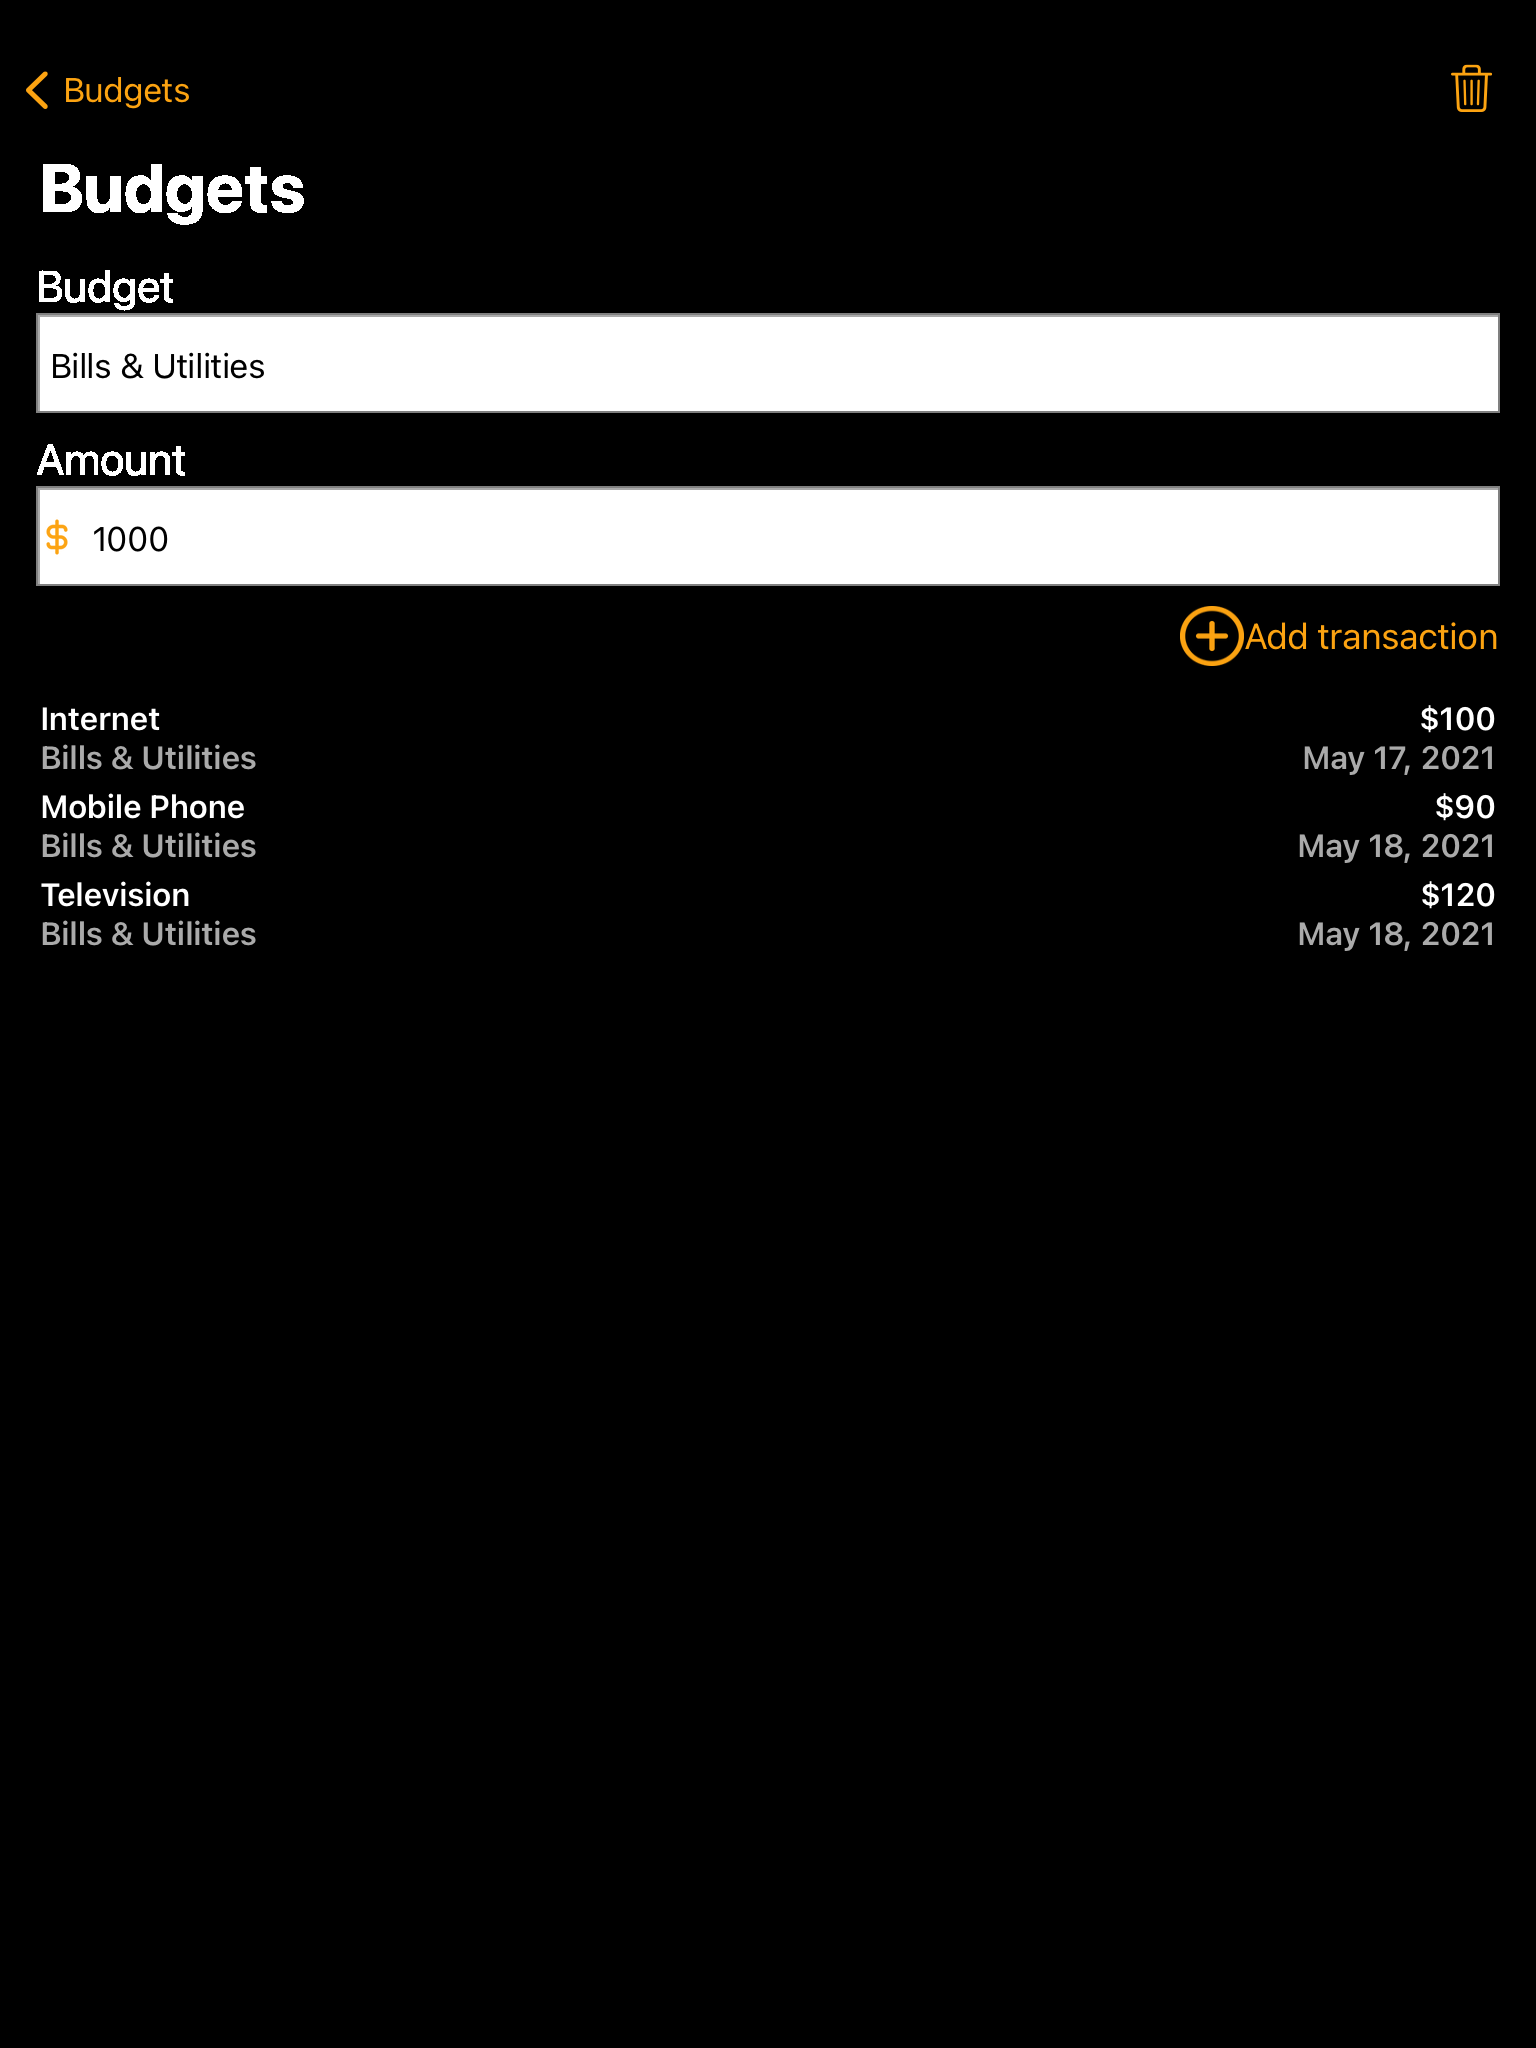 Budgets
Budgets
Budget
Bills & Utilities
Amount
$ 1000
Add transaction
Internet $100
Bills & Utilities May 17, 2021
Mobile Phone $90
Bills & Utilities May 18, 2021
Television $120
Bills & Utilities May 18, 2021